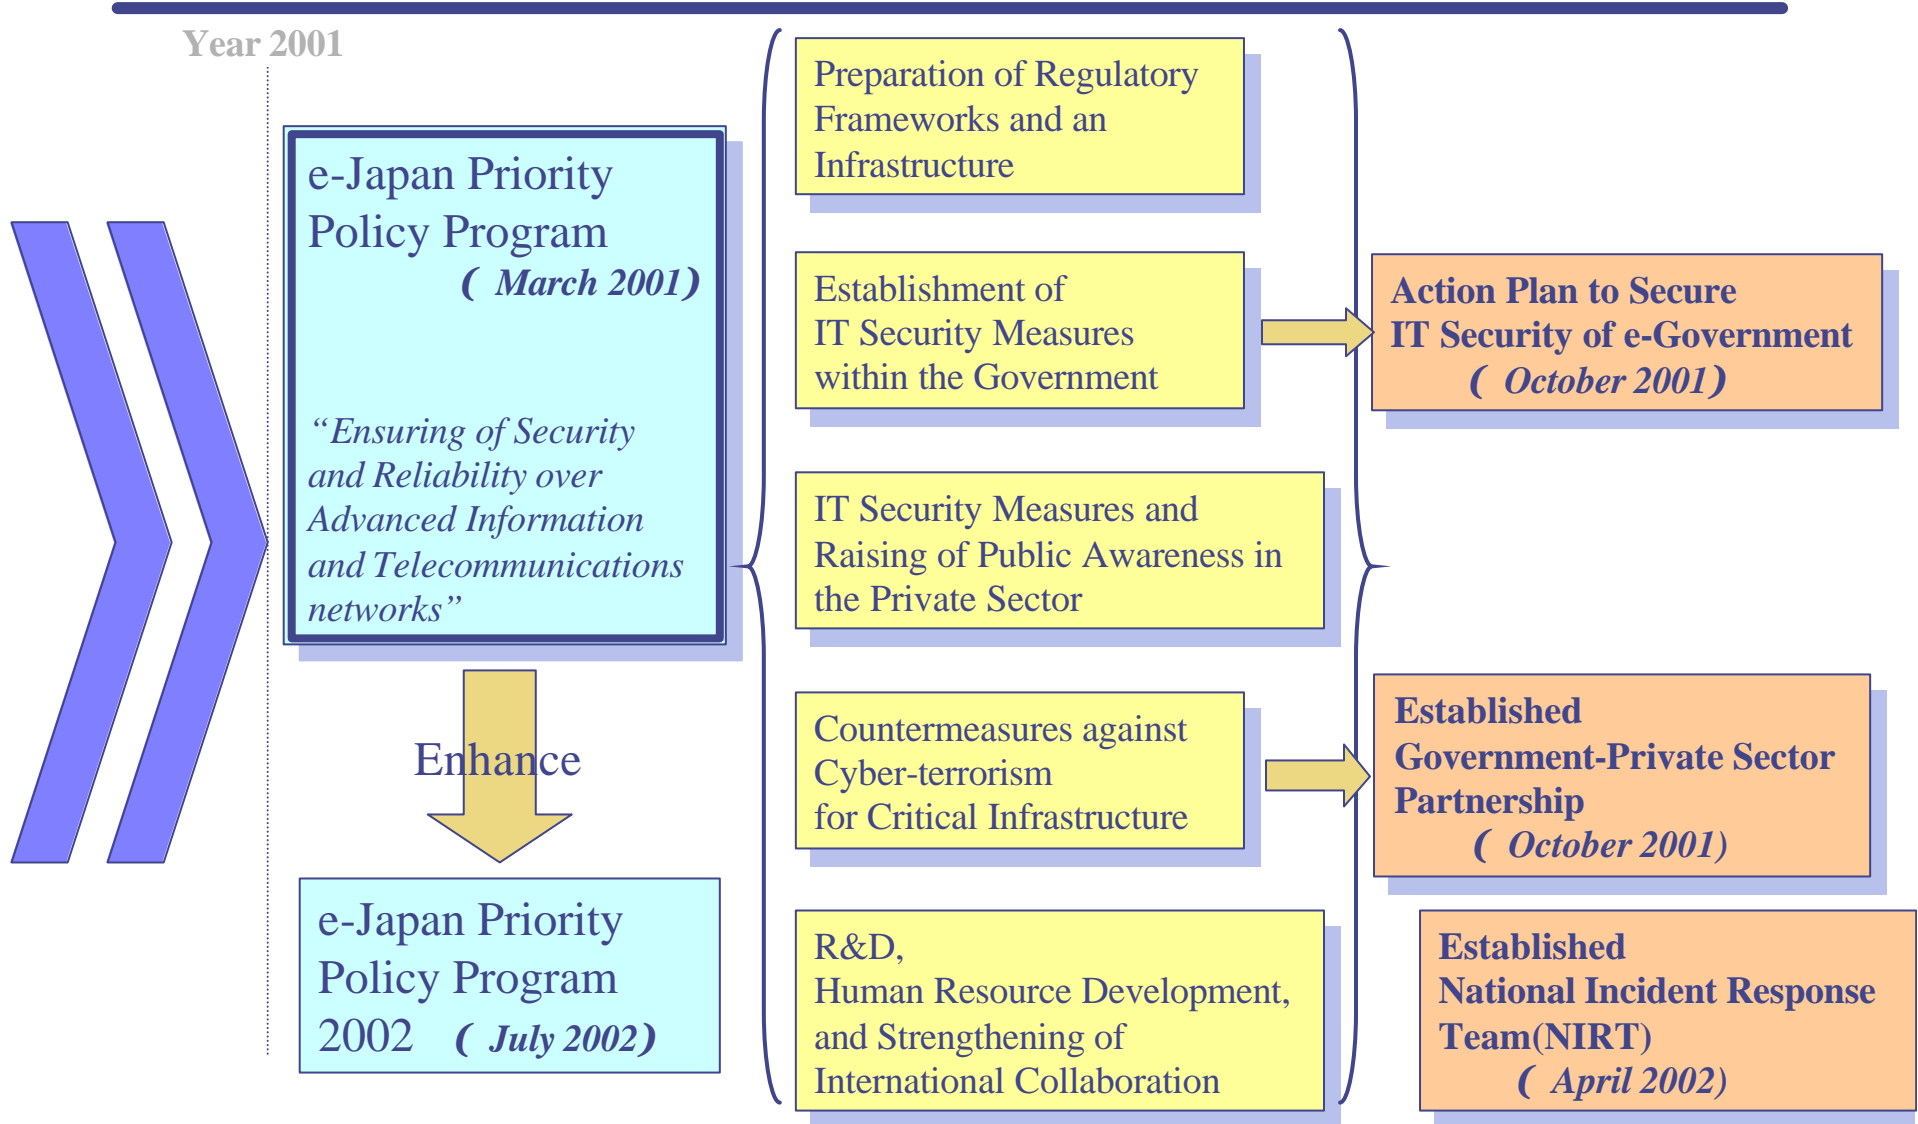 Year 2001
e-Japan Priority
Policy Program
( March 2001)
“Ensuring of Security
and Reliability over
Advanced Information
and Telecommunications
networks”
Enhance
e-Japan Priority
Policy Program
2002 ( July 2002)
Preparation of Regulatory
Frameworks and an
Infrastructure
Establishment of
IT Security Measures
within the Government
IT Security Measures and
Raising of Public Awareness in
the Private Sector
Countermeasures against
Cyber-terrorism
for Critical Infrastructure
R&D,
Human Resource Development,
and Strengthening of
International Collaboration
Action Plan to Secure
IT Security of e-Government
( October 2001)
Established
Government-Private Sector
Partnership
( October 2001)
Established
National Incident Response
Team(NIRT)
( April 2002)